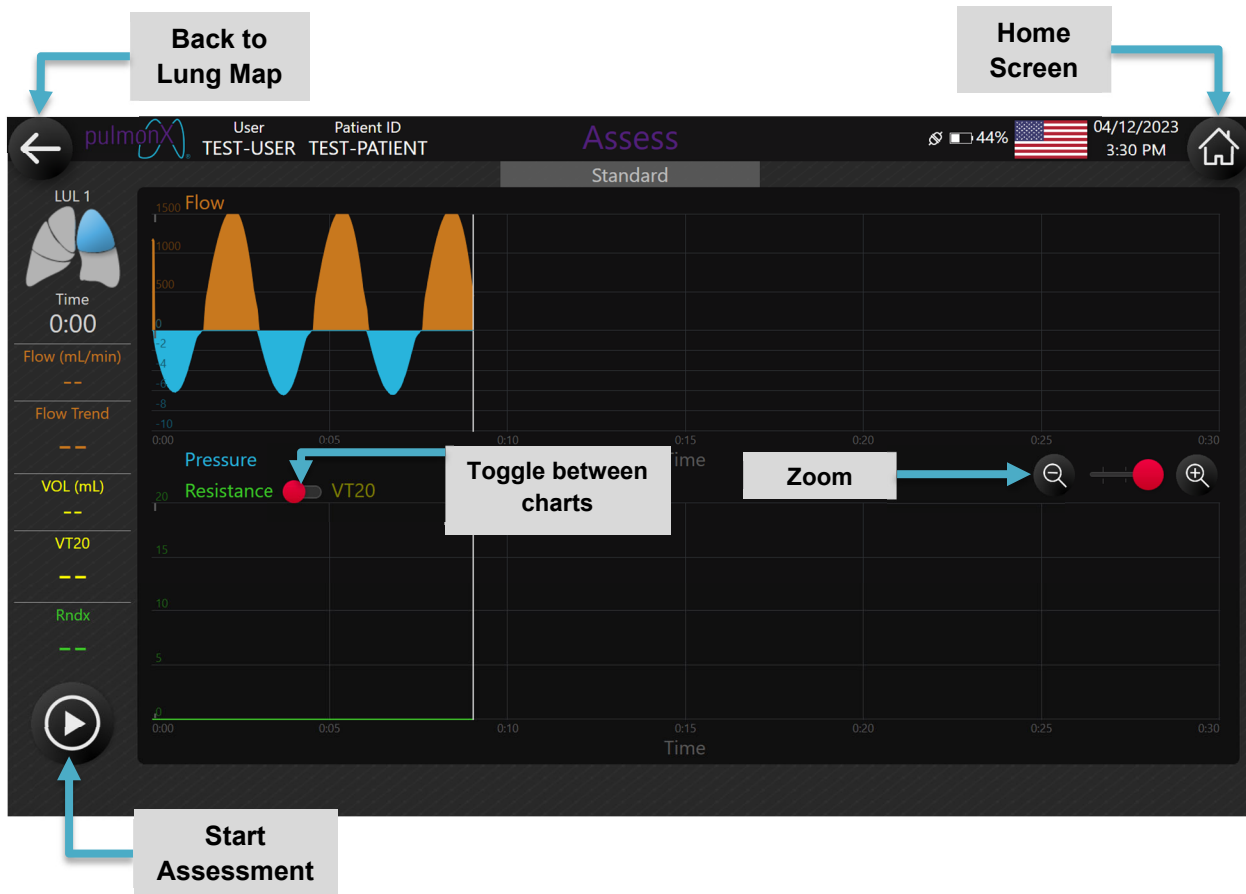 Back to
Lung Map
Home
Screen
pulmonX®
User
TEST-USER
Patient ID
TEST-PATIENT
Assess
44%
04/12/2023
3:30 PM
Standard
LUL 1
Time
0:00
Flow (mL/min)
--
Flow Trend
--
VOL (mL)
--
VT20
--
Rndx
--
Flow
1500
1000
500
0
-2
-4
-6
-8
-10
0:00 0:05 0:10 0:15 0:20 0:25 0:30
Time
Pressure
Resistance VT20
Toggle between
charts
Zoom
20
15
10
5
0
0:00 0:05 0:10 0:15 0:20 0:25 0:30
Time
Start
Assessment